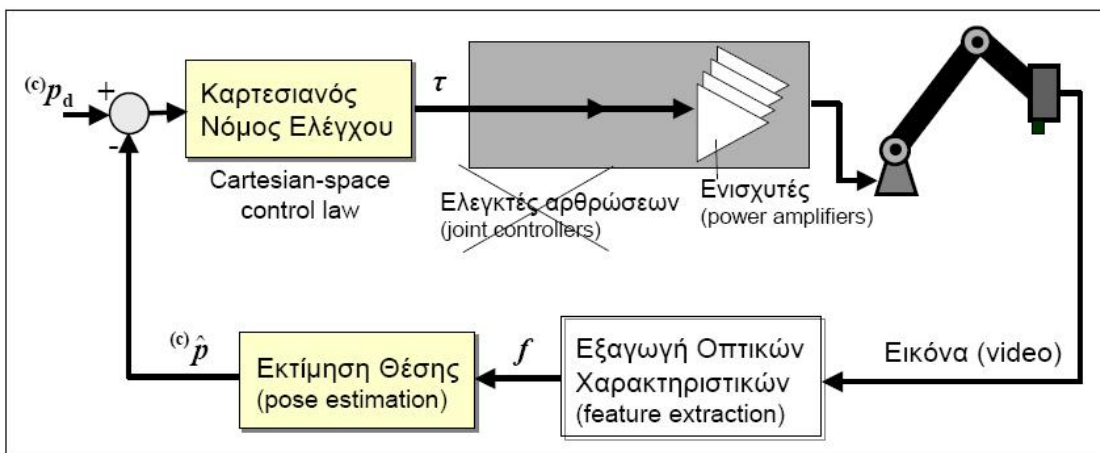 (c)p_d
+
-
Καρτεσιανός
Νόμος Ελέγχου
Cartesian-space
control law
τ
Ελεγκτές αρθρώσεων
(joint controllers)
Ενισχυτές
(power amplifiers)
(c)p̂
Εκτίμηση Θέσης
(pose estimation)
f
Εξαγωγή Οπτικών
Χαρακτηριστικών
(feature extraction)
Εικόνα (video)